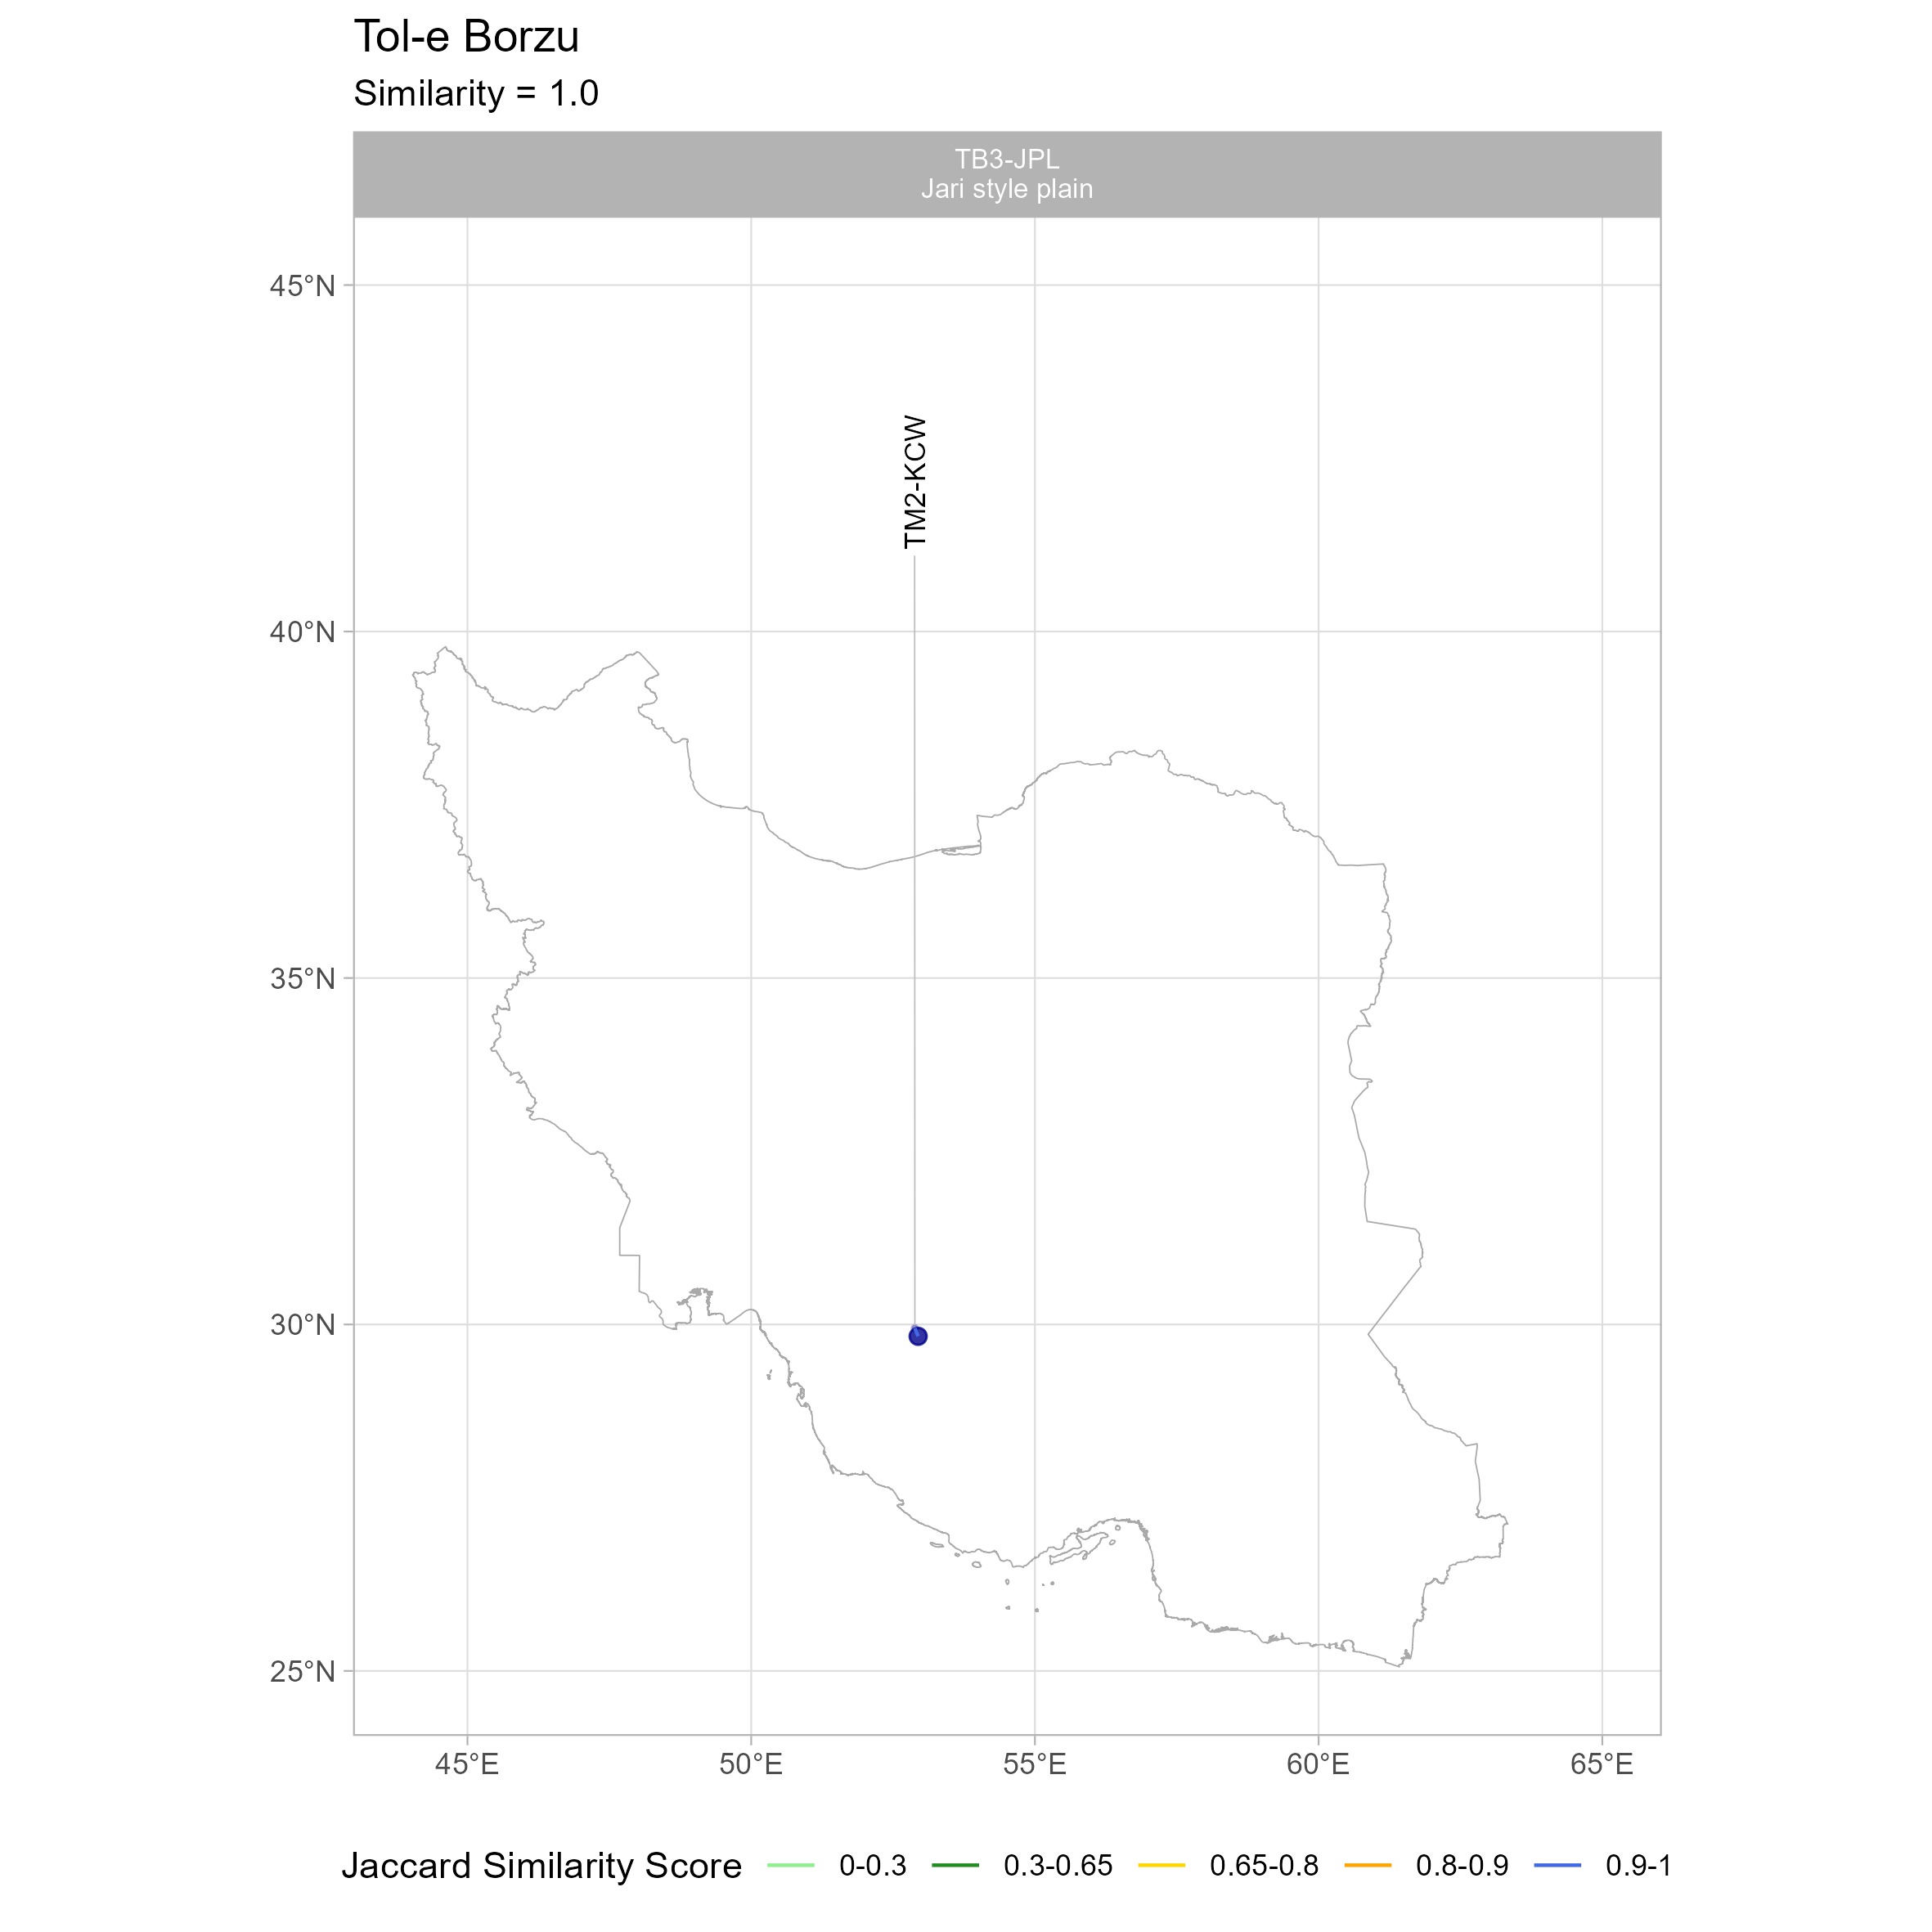 Tol-e Borzu
Similarity = 1.0
TB3-JPL
Jari style plain
45°N
TM2-KCW
40°N
35°N
30°N
25°N
45°E 50°E 55°E 60°E 65°E
Jaccard Similarity Score 0-0.3 0.3-0.65 0.65-0.8 0.8-0.9 0.9-1